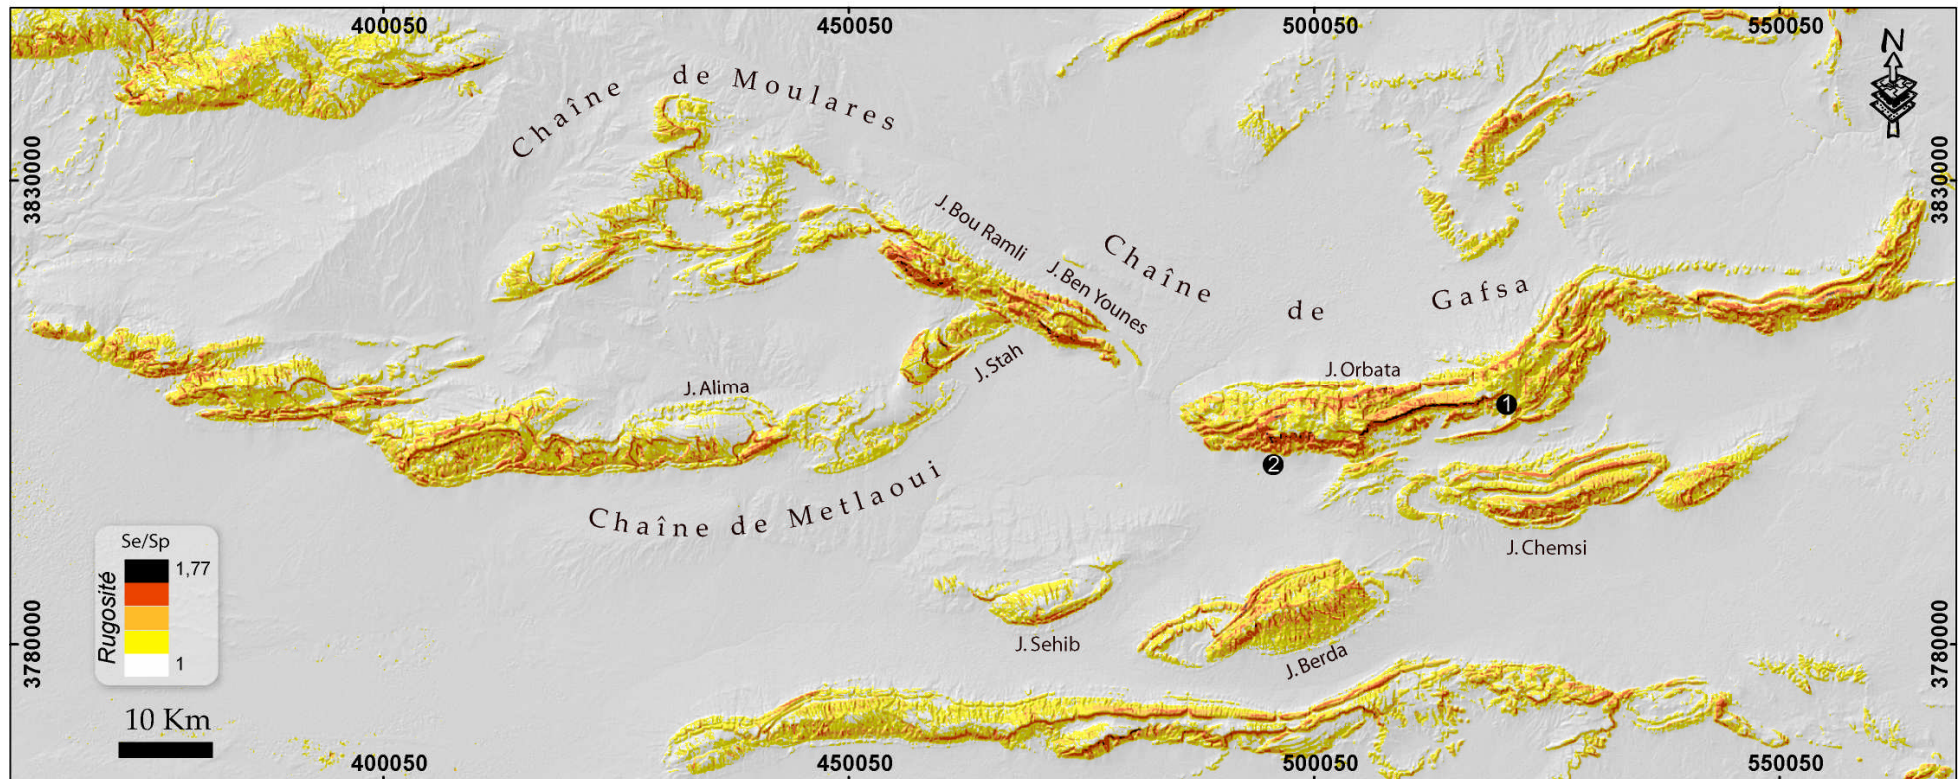 400050
450050
500050
550050
N
Chaîne de Moulares
3830000
3830000
J.Bou Ramli
J.Ben Younes
Chaîne de Gafsa
J.Stah
J.Alima
J.Orbata
1
2
Chaîne de Metlaoui
J.Chemsi
Se/Sp
Rugosité
1,77
1
J.Sehib
J.Berda
3780000
3780000
10 Km
400050
450050
500050
550050